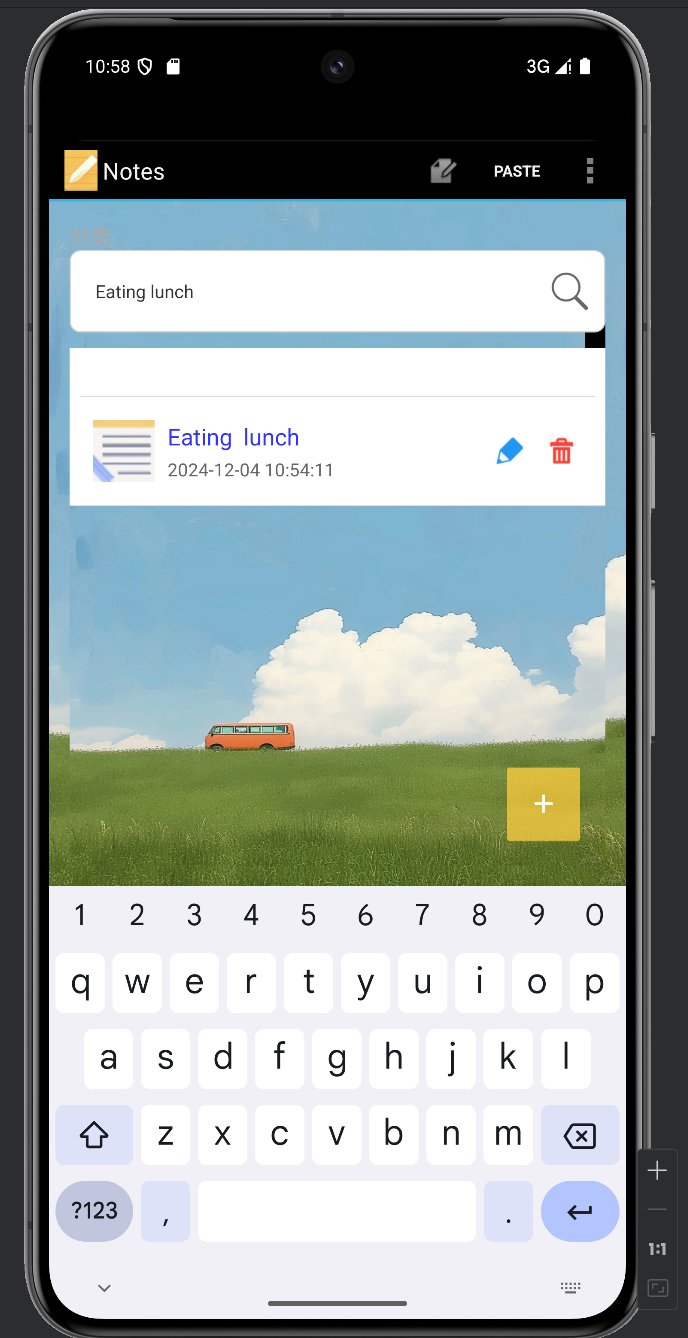 10:58
3G
Notes
PASTE
Eating lunch
Eating  lunch
2024-12-04 10:54:11
+
1 2 3 4 5 6 7 8 9 0
q w e r t y u i o p
a s d f g h j k l
z x c v b n m
?123 , .
1:1